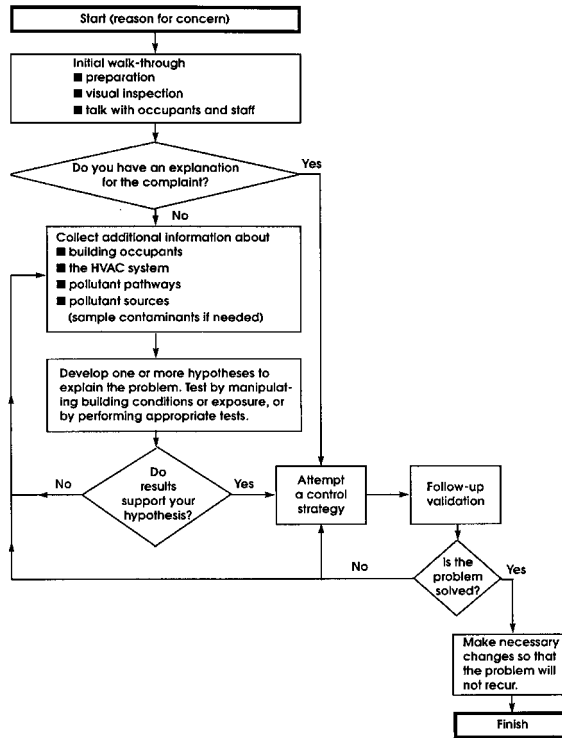 Start (reason for concern)
Initial walk-through
■ preparation
■ visual inspection
■ talk with occupants and staff
Do you have an explanation
for the complaint?
Yes
No
Collect additional information about
■ building occupants
■ the HVAC system
■ pollutant pathways
■ pollutant sources
(sample contaminants if needed)
Develop one or more hypotheses to
explain the problem. Test by manipulat-
ing building conditions or exposure, or
by performing appropriate tests.
No
Do
results
support your
hypothesis?
Yes
Attempt
a control
strategy
Follow-up
validation
No
Is the
problem
solved?
Yes
Make necessary
changes so that
the problem will
not recur.
Finish